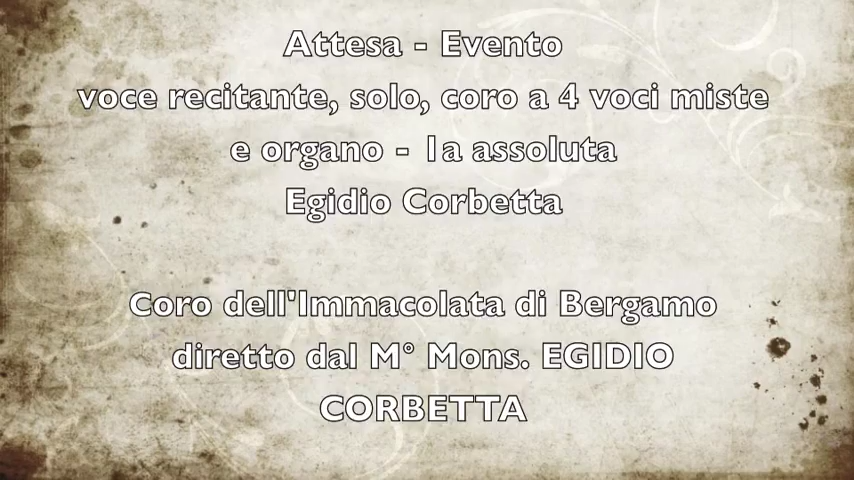 Attesa - Evento
voce recitante, solo, coro a 4 voci miste
e organo - 1a assoluta
Egidio Corbetta
Coro dell'Immacolata di Bergamo
diretto dal M° Mons. EGIDIO
CORBETTA